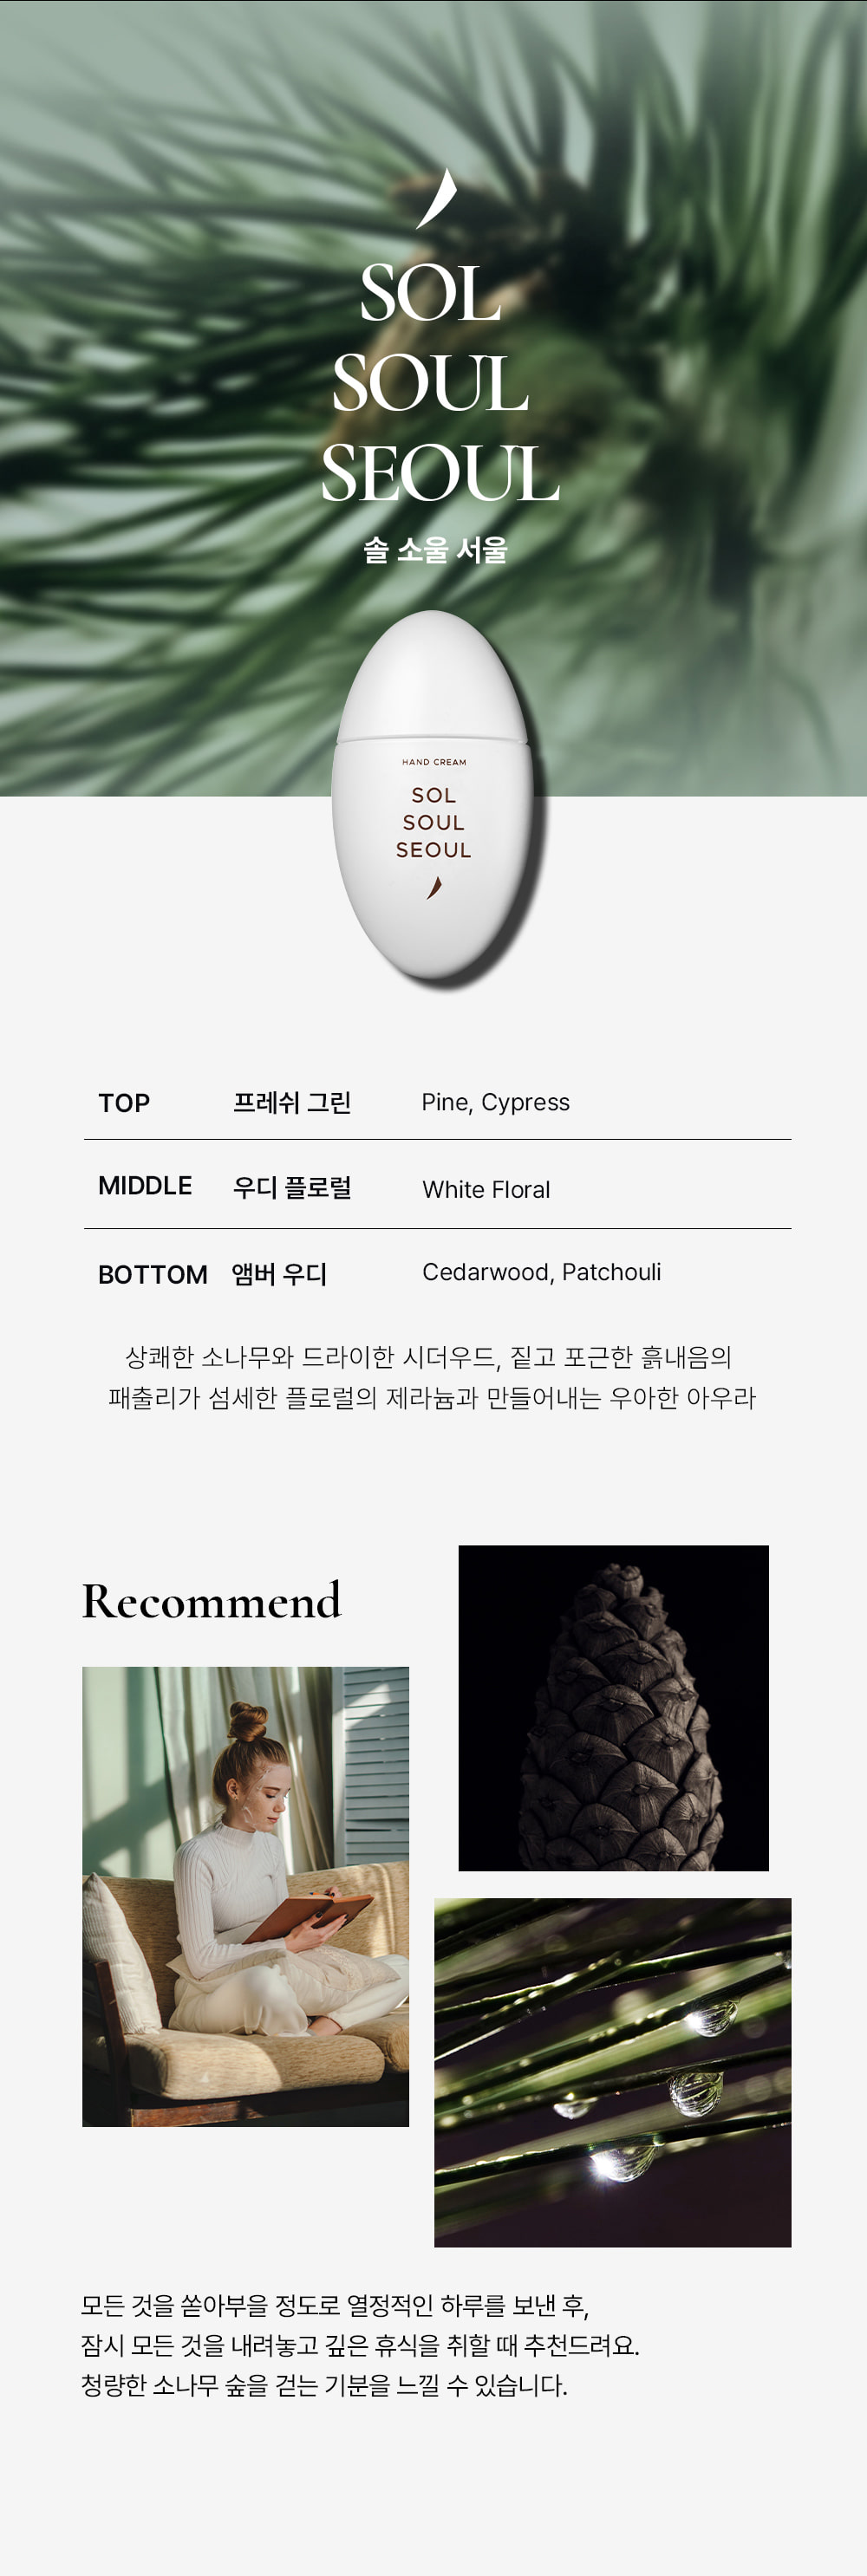 SOL
SOUL
SEOUL
솔 소울 서울
HAND CREAM
SOL
SOUL
SEOUL
TOP 프레쉬 그린 Pine, Cypress
MIDDLE 우디 플로럴 White Floral
BOTTOM 앰버 우디 Cedarwood, Patchouli
상쾌한 소나무와 드라이한 시더우드, 짙고 포근한 흙내음의
패출리가 섬세한 플로럴의 제라늄과 만들어내는 우아한 아우라
Recommend
모든 것을 쏟아부을 정도로 열정적인 하루를 보낸 후,
잠시 모든 것을 내려놓고 깊은 휴식을 취할 때 추천드려요.
청량한 소나무 숲을 걷는 기분을 느낄 수 있습니다.